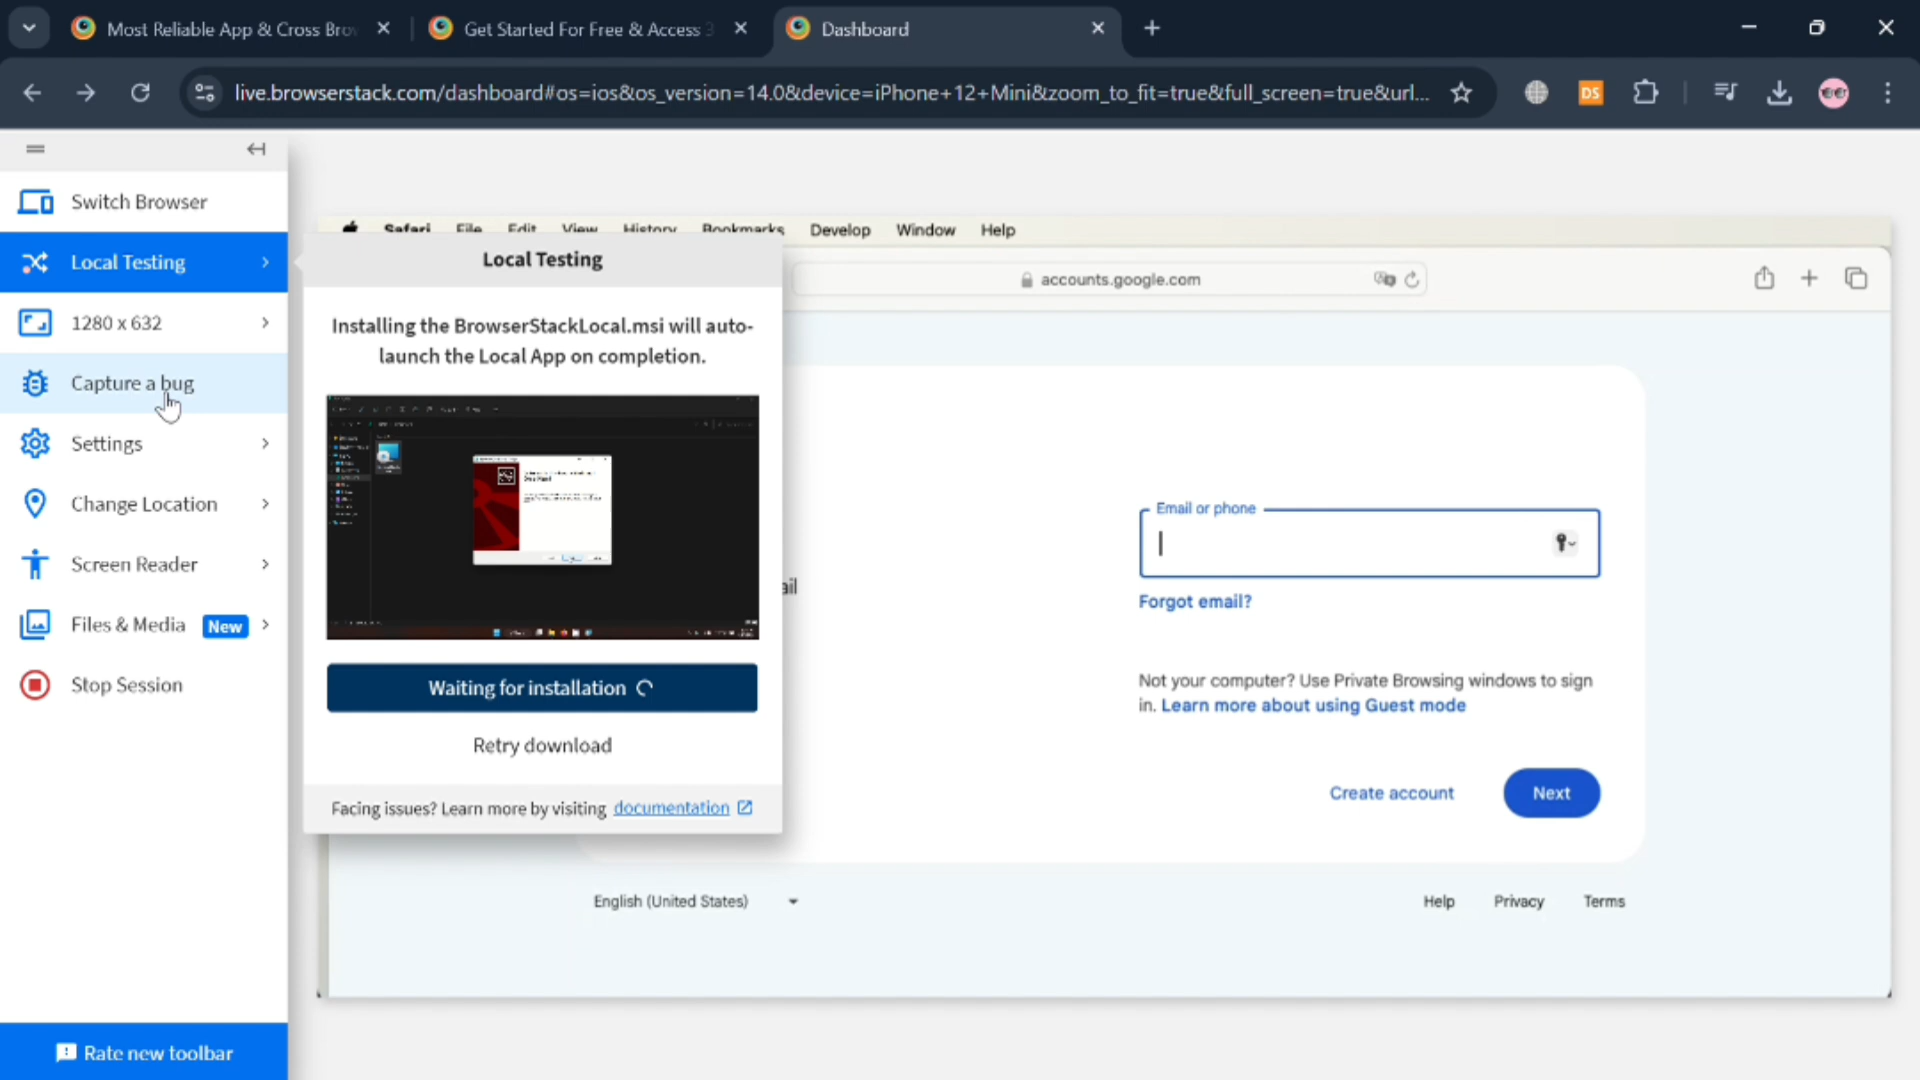 Most Reliable App & Cross Brow
Get Started For Free & Access 3
Dashboard
live.browserstack.com/dashboard#os=ios&os_version=14.0&device=iPhone+12+Mini&zoom_to_fit=true&full_screen=true&url...
DS
Switch Browser
Local Testing
1280 x 632
Capture a bug
Settings
Change Location
Screen Reader
Files & Media New
Stop Session
Rate new toolbar
Safari File Edit View History Bookmarks Develop Window Help
accounts.google.com
Local Testing
Installing the BrowserStackLocal.msi will auto-
launch the Local App on completion.
Waiting for installation
Retry download
Facing issues? Learn more by visiting documentation
ail
Email or phone
Forgot email?
Not your computer? Use Private Browsing windows to sign
in. Learn more about using Guest mode
Create account
Next
English (United States)
Help Privacy Terms